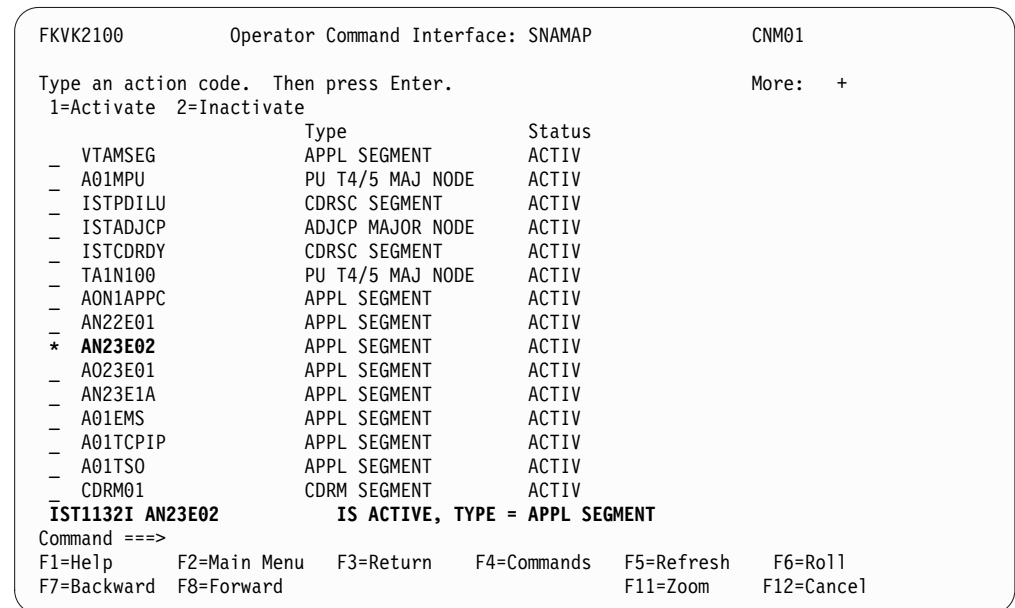 FKVK2100 Operator Command Interface: SNAMAP CNM01
Type an action code. Then press Enter. More: +
1=Activate 2=Inactivate
Type Status
_ VTAMSEG APPL SEGMENT ACTIV
_ A01MPU PU T4/5 MAJ NODE ACTIV
_ ISTPDILU CDRSC SEGMENT ACTIV
_ ISTADJCP ADJCP MAJOR NODE ACTIV
_ ISTCDRDY CDRSC SEGMENT ACTIV
_ TA1N100 PU T4/5 MAJ NODE ACTIV
_ AON1APPC APPL SEGMENT ACTIV
_ AN22E01 APPL SEGMENT ACTIV
* AN23E02 APPL SEGMENT ACTIV
_ AO23E01 APPL SEGMENT ACTIV
_ AN23E1A APPL SEGMENT ACTIV
_ A01EMS APPL SEGMENT ACTIV
_ A01TCPIP APPL SEGMENT ACTIV
_ A01TSO APPL SEGMENT ACTIV
_ CDRM01 CDRM SEGMENT ACTIV
IST1132I AN23E02 IS ACTIVE, TYPE = APPL SEGMENT
Command ===>
F1=Help F2=Main Menu F3=Return F4=Commands F5=Refresh F6=Roll
F7=Backward F8=Forward F11=Zoom F12=Cancel